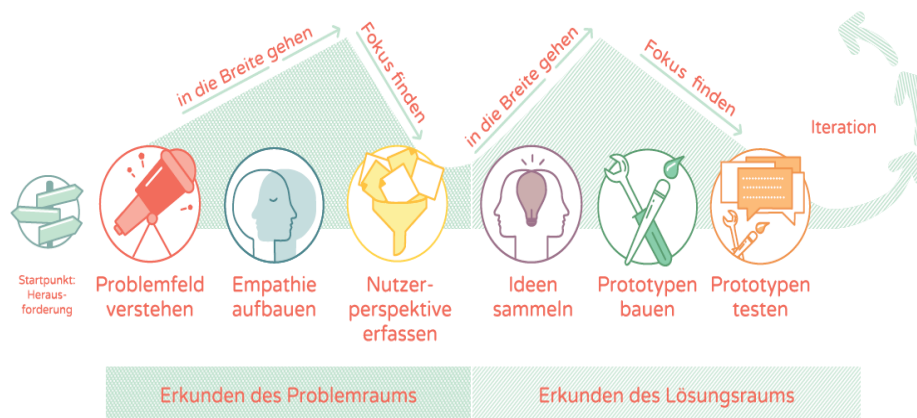 in die Breite gehen
Fokus finden
in die Breite gehen
Fokus finden
Iteration
Startpunkt:
Heraus-
forderung
Problemfeld
verstehen
Empathie
aufbauen
Nutzer-
perspektive
erfassen
Ideen
sammeln
Prototypen
bauen
Prototypen
testen
Erkunden des Problemraums
Erkunden des Lösungsraums